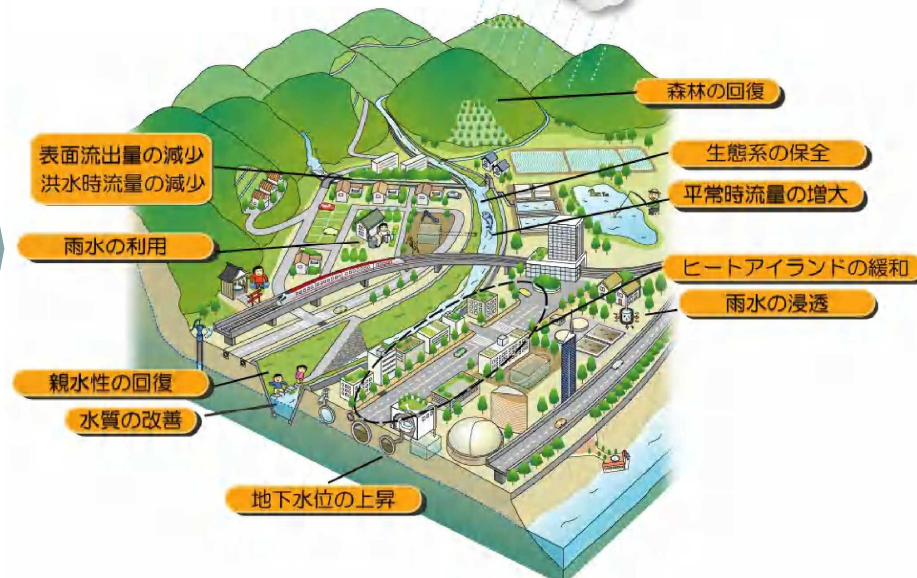 森林の回復
表面流出量の減少
洪水時流量の減少
生態系の保全
平常時流量の増大
雨水の利用
ヒートアイランドの緩和
雨水の浸透
親水性の回復
水質の改善
地下水位の上昇